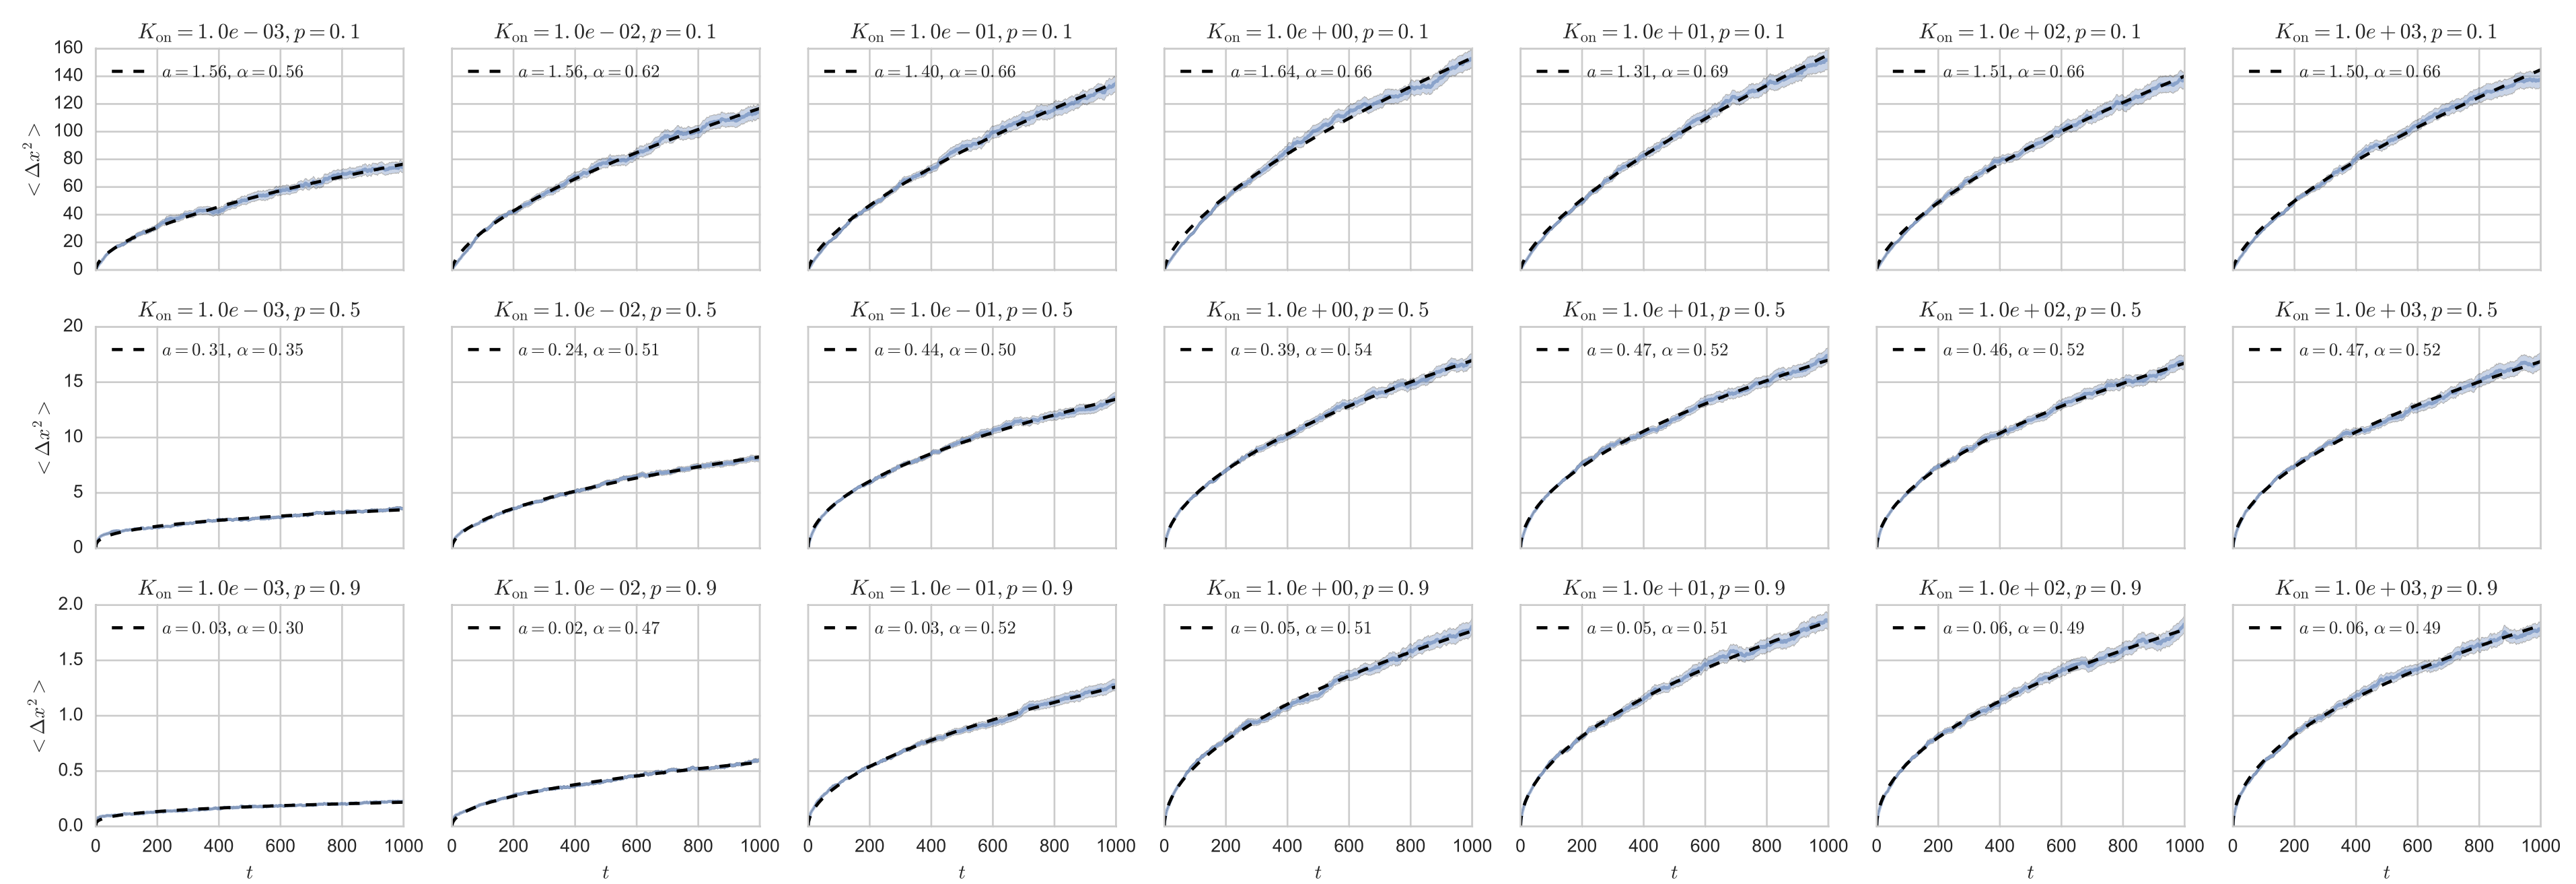 K_on = 1.0e − 03, p = 0.1
K_on = 1.0e − 02, p = 0.1
K_on = 1.0e − 01, p = 0.1
K_on = 1.0e + 00, p = 0.1
K_on = 1.0e + 01, p = 0.1
K_on = 1.0e + 02, p = 0.1
K_on = 1.0e + 03, p = 0.1
160
140
120
100
80
60
40
20
0
< Δx² >
a = 1.56, α = 0.56
a = 1.56, α = 0.62
a = 1.40, α = 0.66
a = 1.64, α = 0.66
a = 1.31, α = 0.69
a = 1.51, α = 0.66
a = 1.50, α = 0.66
K_on = 1.0e − 03, p = 0.5
K_on = 1.0e − 02, p = 0.5
K_on = 1.0e − 01, p = 0.5
K_on = 1.0e + 00, p = 0.5
K_on = 1.0e + 01, p = 0.5
K_on = 1.0e + 02, p = 0.5
K_on = 1.0e + 03, p = 0.5
20
15
10
5
0
< Δx² >
a = 0.31, α = 0.35
a = 0.24, α = 0.51
a = 0.44, α = 0.50
a = 0.39, α = 0.54
a = 0.47, α = 0.52
a = 0.46, α = 0.52
a = 0.47, α = 0.52
K_on = 1.0e − 03, p = 0.9
K_on = 1.0e − 02, p = 0.9
K_on = 1.0e − 01, p = 0.9
K_on = 1.0e + 00, p = 0.9
K_on = 1.0e + 01, p = 0.9
K_on = 1.0e + 02, p = 0.9
K_on = 1.0e + 03, p = 0.9
2.0
1.5
1.0
0.5
0.0
< Δx² >
a = 0.03, α = 0.30
a = 0.02, α = 0.47
a = 0.03, α = 0.52
a = 0.05, α = 0.51
a = 0.05, α = 0.51
a = 0.06, α = 0.49
a = 0.06, α = 0.49
0 200 400 600 800 1000
0 200 400 600 800 1000
0 200 400 600 800 1000
0 200 400 600 800 1000
0 200 400 600 800 1000
0 200 400 600 800 1000
0 200 400 600 800 1000
t
t
t
t
t
t
t